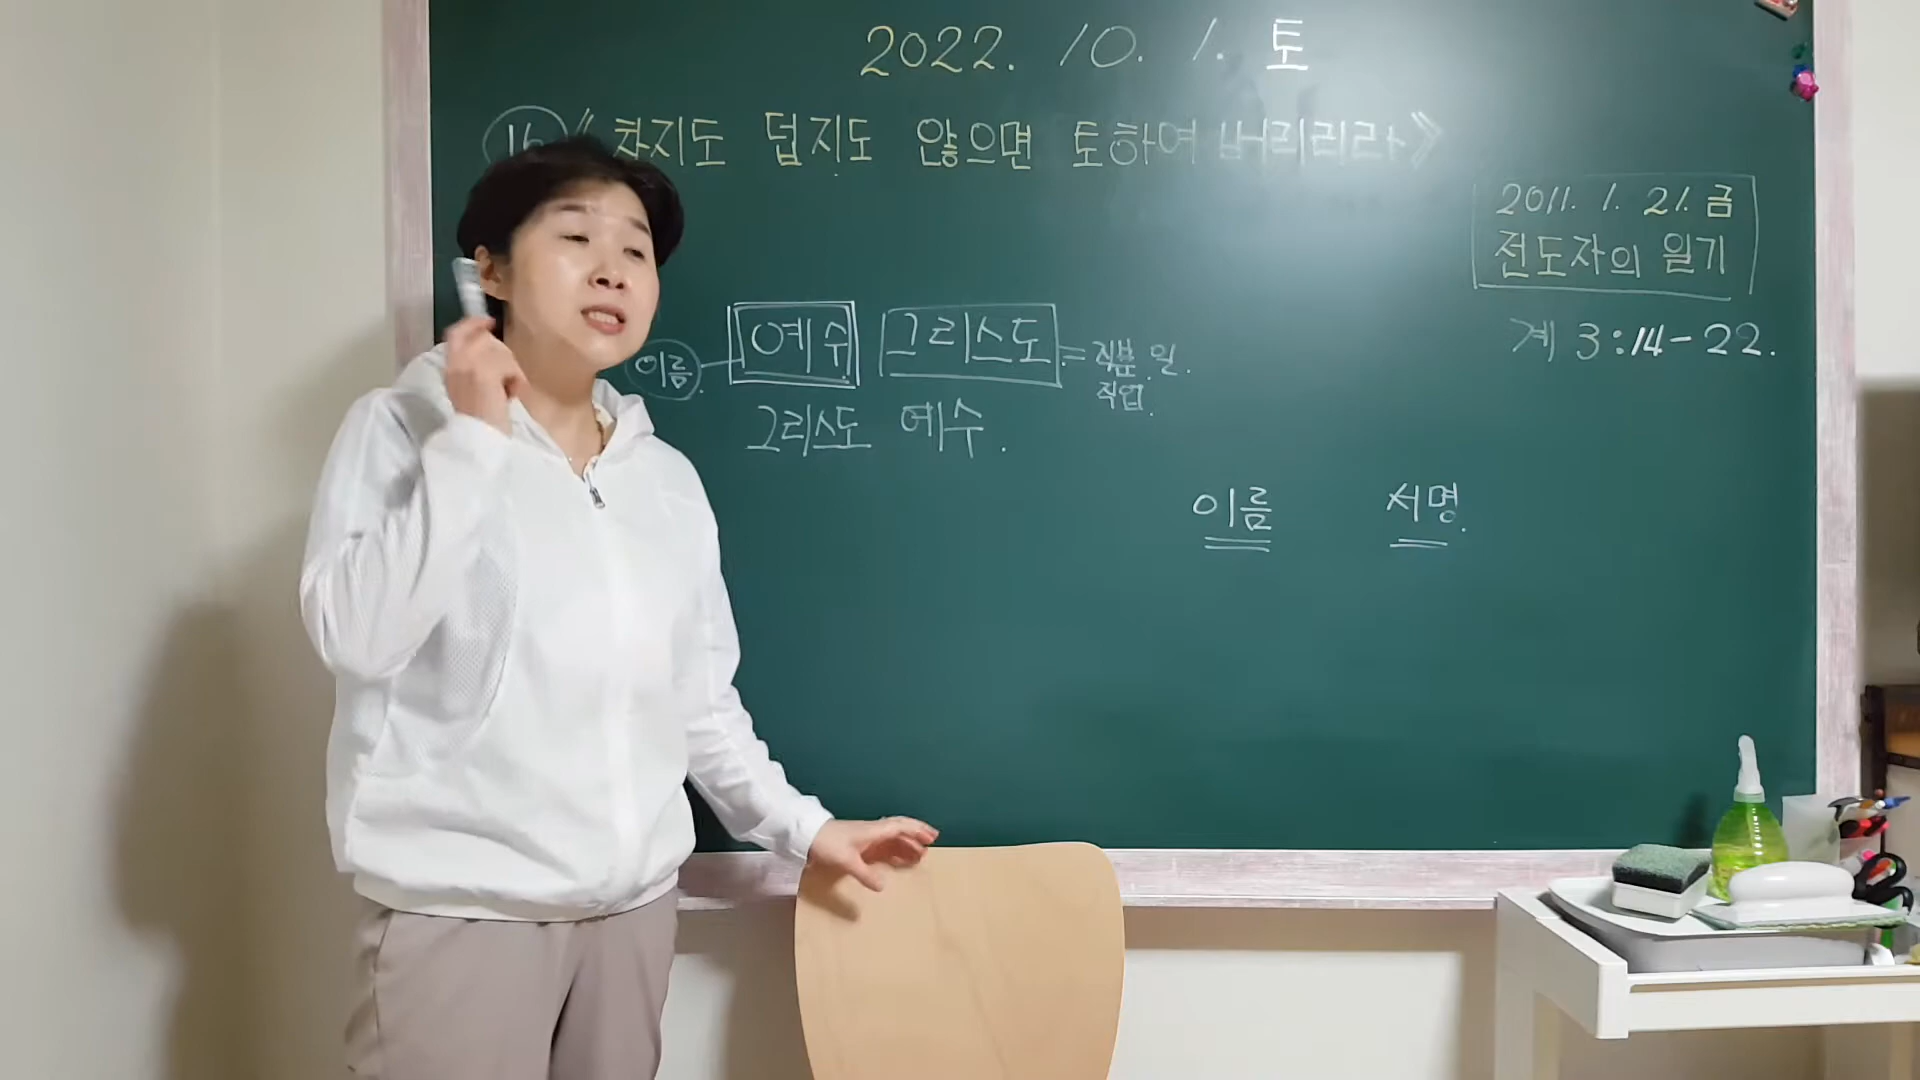 2022. 10. 1. 토
16 《차지도 덥지도 않으면 토하여 버리리라》
2011. 1. 21. 금
전도자의 일기
계 3:14-22.
이름 예수 그리스도 = 직분. 일.
직업.
그리스도 예수.
이름 서명.